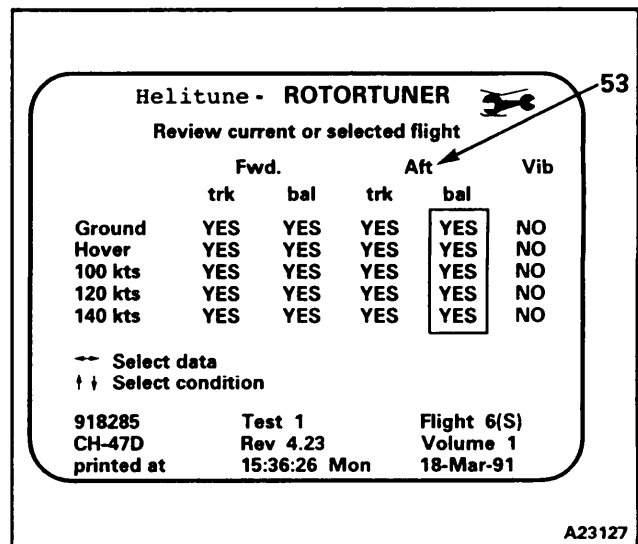 Helitune - ROTORTUNER
53
Review current or selected flight
Fwd. Aft Vib
trk bal trk bal
Ground YES YES YES YES NO
Hover YES YES YES YES NO
100 kts YES YES YES YES NO
120 kts YES YES YES YES NO
140 kts YES YES YES YES NO
↔ Select data
↑ ↓ Select condition
918285 Test 1 Flight 6(S)
CH-47D Rev 4.23 Volume 1
printed at 15:36:26 Mon 18-Mar-91
A23127